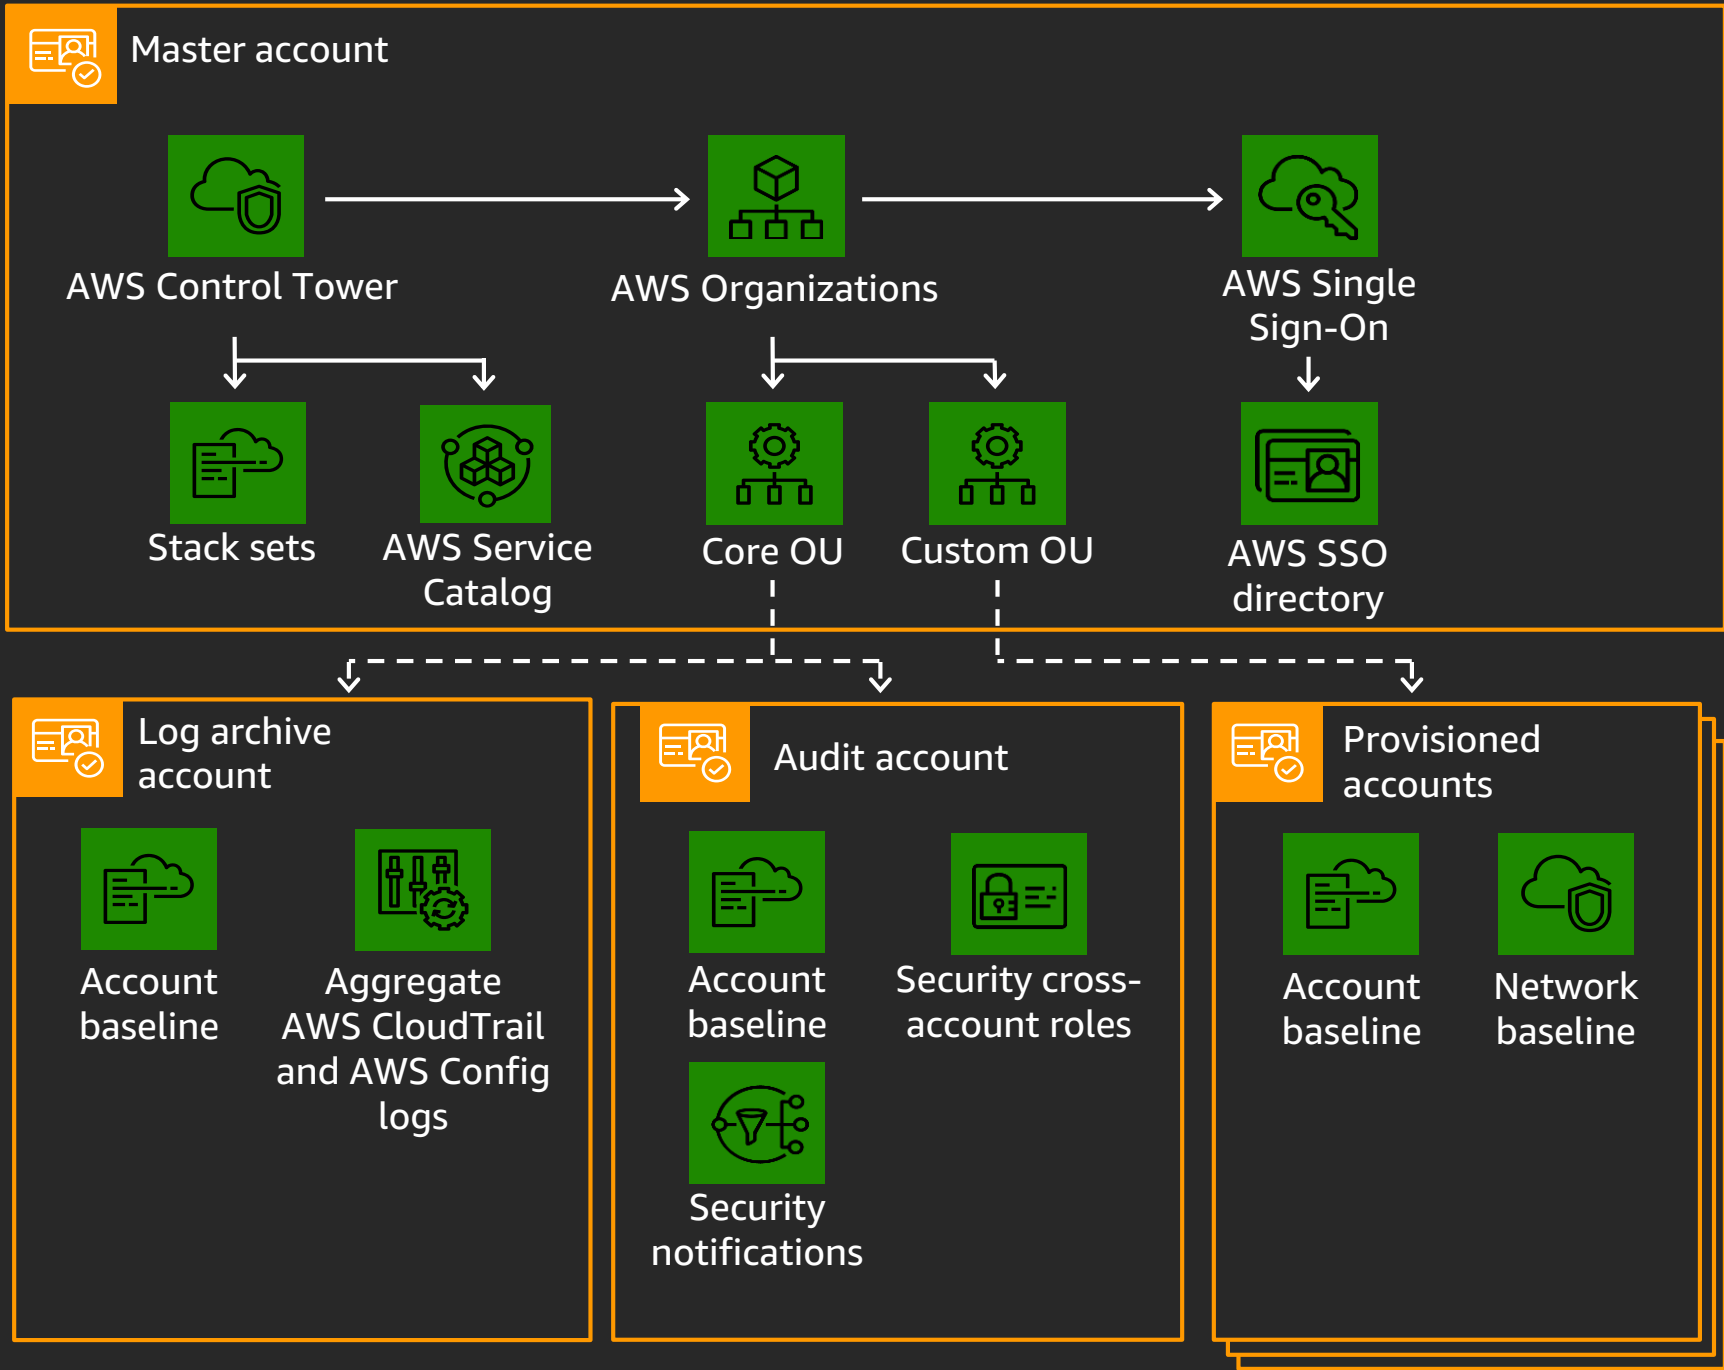 Master account
AWS Control Tower
AWS Organizations
AWS Single
Sign-On
Stack sets
AWS Service
Catalog
Core OU
Custom OU
AWS SSO
directory
Log archive
account
Account
baseline
Aggregate
AWS CloudTrail
and AWS Config
logs
Audit account
Account
baseline
Security cross-
account roles
Security
notifications
Provisioned
accounts
Account
baseline
Network
baseline